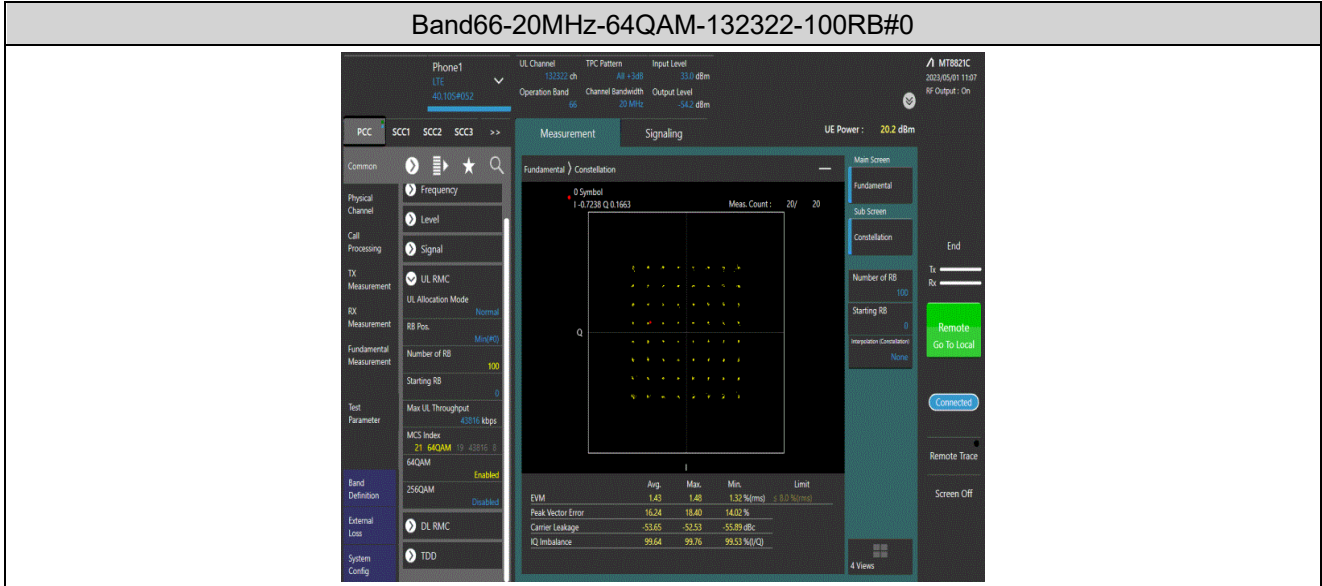 Band66-20MHz-64QAM-132322-100RB#0
Phone1
LTE
40.105#052
UL Channel TPC Pattern Input Level
132322 ch All +3dB 33.0 dBm
Operation Band Channel Bandwidth Output Level
66 20 MHz -54.2 dBm
MT8821C
2023/05/01 11:07
RF Output : On
PCC SCC1 SCC2 SCC3 >>
Measurement Signaling
UE Power : 20.2 dBm
Common
Physical
Channel
Call
Processing
TX
Measurement
RX
Measurement
Fundamental
Measurement
Test
Parameter
Band
Definition
External
Loss
System
Config
Frequency
Level
Signal
UL RMC
UL Allocation Mode
Normal
RB Pos.
Min(#0)
Number of RB
100
Starting RB
0
Max UL Throughput
43816 kbps
MCS Index
21 64QAM 19 43816 8
64QAM
Enabled
256QAM
Disabled
DL RMC
TDD
Fundamental 〉 Constellation
0 Symbol
I -0.7238 Q 0.1663 Meas. Count : 20/ 20
Q
I
Avg. Max. Min. Limit
EVM 1.43 1.48 1.32 %(rms) ≤ 8.0 %(rms)
Peak Vector Error 16.24 18.40 14.02 %
Carrier Leakage -53.65 -52.53 -55.89 dBc
IQ Imbalance 99.64 99.76 99.53 %(I/Q)
Main Screen
Fundamental
Sub Screen
Constellation
Number of RB
100
Starting RB
0
Interpolation (Constellation)
None
4 Views
End
Tx
Rx
Remote
Go To Local
Connected
Remote Trace
Screen Off